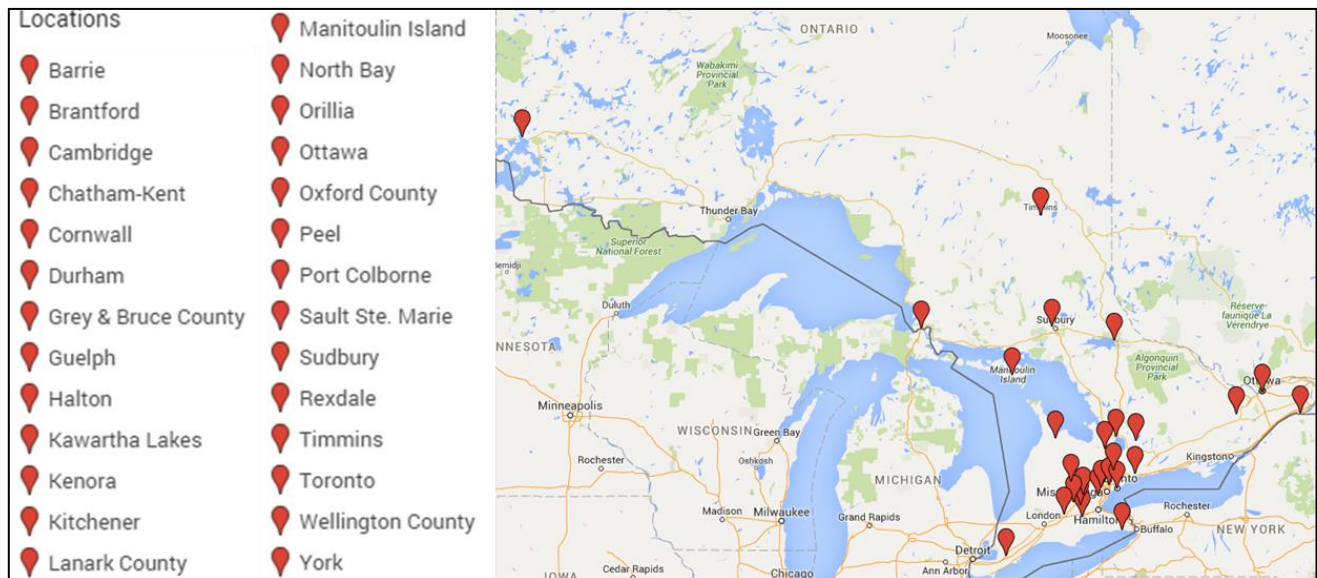 Locations
Barrie
Brantford
Cambridge
Chatham-Kent
Cornwall
Durham
Grey & Bruce County
Guelph
Halton
Kawartha Lakes
Kenora
Kitchener
Lanark County
Manitoulin Island
North Bay
Orillia
Ottawa
Oxford County
Peel
Port Colborne
Sault Ste. Marie
Sudbury
Rexdale
Timmins
Toronto
Wellington County
York
ONTARIO
Moosonee
Wabakimi
Provincial
Park
Timmins
Thunder Bay
Superior
National Forest
Bemidji
Duluth
Sudbury
Réserve
faunique La
Vérendrye
NNESOTA
Manitoulin
Island
Algonquin
Provincial
Park
Ottawa
Minneapolis
WISCONSIN
Green Bay
Oshkosh
Rochester
Kingston
MICHIGAN
London
Hamilton
Rochester
Buffalo
NEW YORK
Madison
Milwaukee
Grand Rapids
Detroit
Ann Arbor
IOWA
Cedar Rapids
Chicago